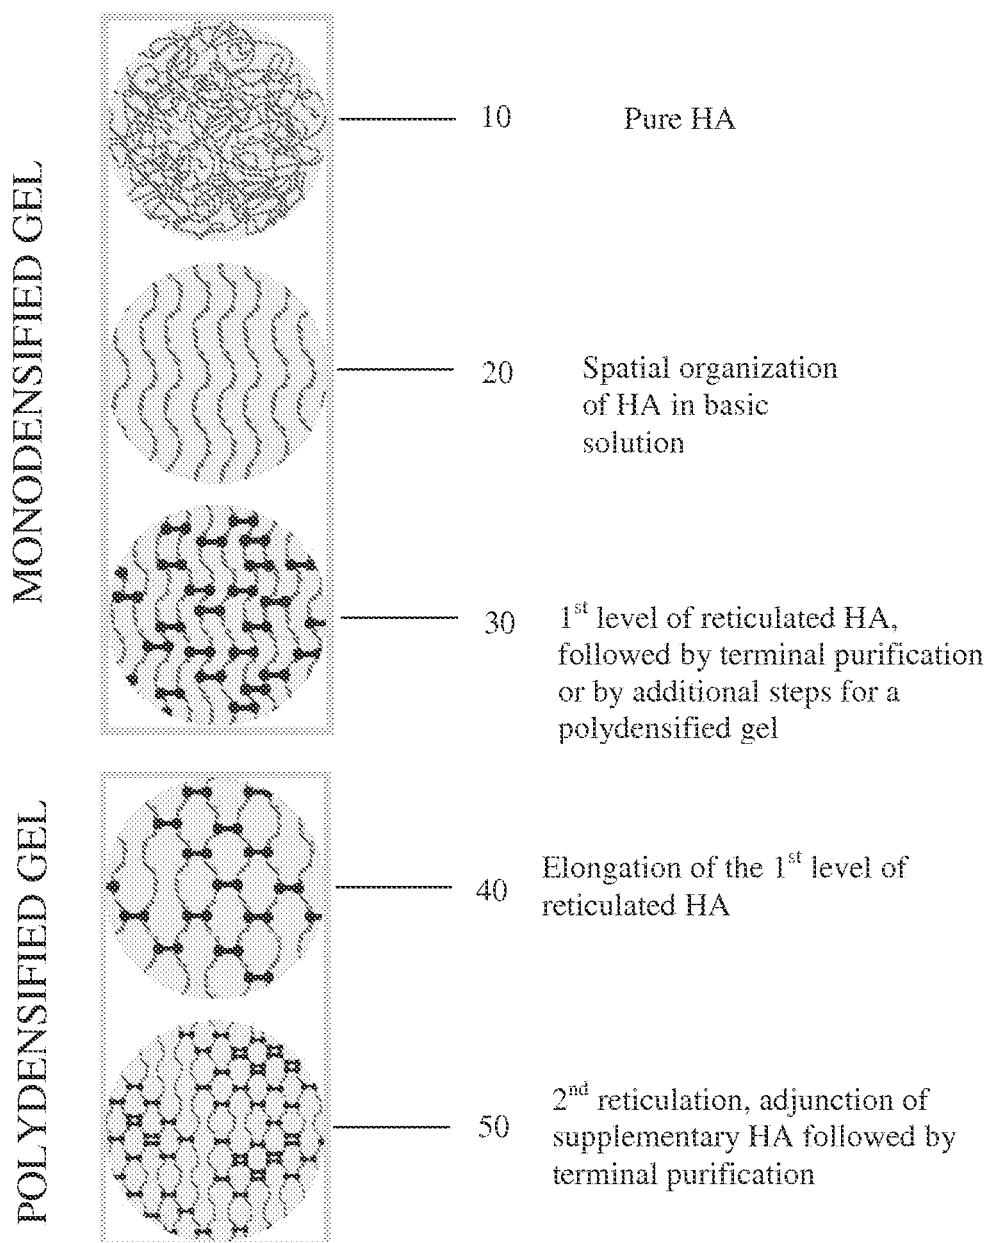 MONODENSIFIED GEL
10 Pure HA
20 Spatial organization
of HA in basic
solution
30 1st level of reticulated HA,
followed by terminal purification
or by additional steps for a
polydensified gel
POLYDENSIFIED GEL
40 Elongation of the 1st level of
reticulated HA
50 2nd reticulation, adjunction of
supplementary HA followed by
terminal purification